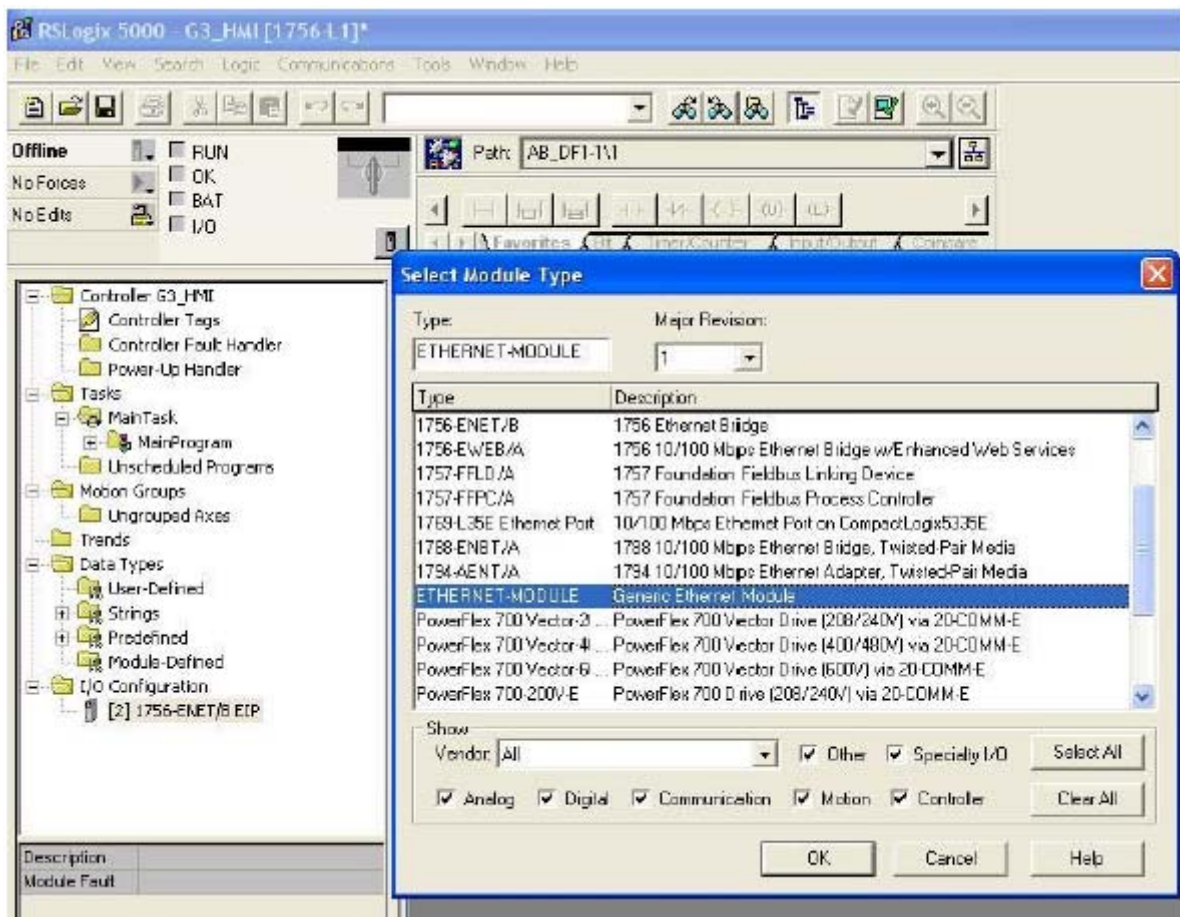 RSLogix 5000 - G3_HMI [1756-L1]*
File Edit View Search Logic Communications Tools Window Help
Offline
RUN
No Forces
OK
No Edits
BAT
I/O
Path: AB_DF1-1\1
Favorites Bit Timer/Counter Input/Output Compare
Controller G3_HMI
Controller Tags
Controller Fault Handler
Power-Up Handler
Tasks
MainTask
MainProgram
Unscheduled Programs
Motion Groups
Ungrouped Axes
Trends
Data Types
User-Defined
Strings
Predefined
Module-Defined
I/O Configuration
[2] 1756-ENET/B EIP
Description
Module Fault
Select Module Type
Type: Major Revision:
ETHERNET-MODULE 1
Type Description
1756-ENET/B 1756 Ethernet Bridge
1756-EWEB/A 1756 10/100 Mbps Ethernet Bridge w/Enhanced Web Services
1757-FFLD/A 1757 Foundation Fieldbus Linking Device
1757-FFPC/A 1757 Foundation Fieldbus Process Controller
1769-L35E Ethernet Port 10/100 Mbps Ethernet Port on CompactLogix5335E
1788-ENBT/A 1788 10/100 Mbps Ethernet Bridge, Twisted-Pair Media
1794-AENT/A 1794 10/100 Mbps Ethernet Adapter, Twisted-Pair Media
ETHERNET-MODULE Generic Ethernet Module
PowerFlex 700 Vector-2 ... PowerFlex 700 Vector Drive (208/240V) via 20-COMM-E
PowerFlex 700 Vector-4 ... PowerFlex 700 Vector Drive (400/480V) via 20-COMM-E
PowerFlex 700 Vector-6 ... PowerFlex 700 Vector Drive (600V) via 20-COMM-E
PowerFlex 700-200V-E PowerFlex 700 Drive (208/240V) via 20-COMM-E
Show
Vendor: All Other Specialty I/O Select All
Analog Digital Communication Motion Controller Clear All
OK Cancel Help